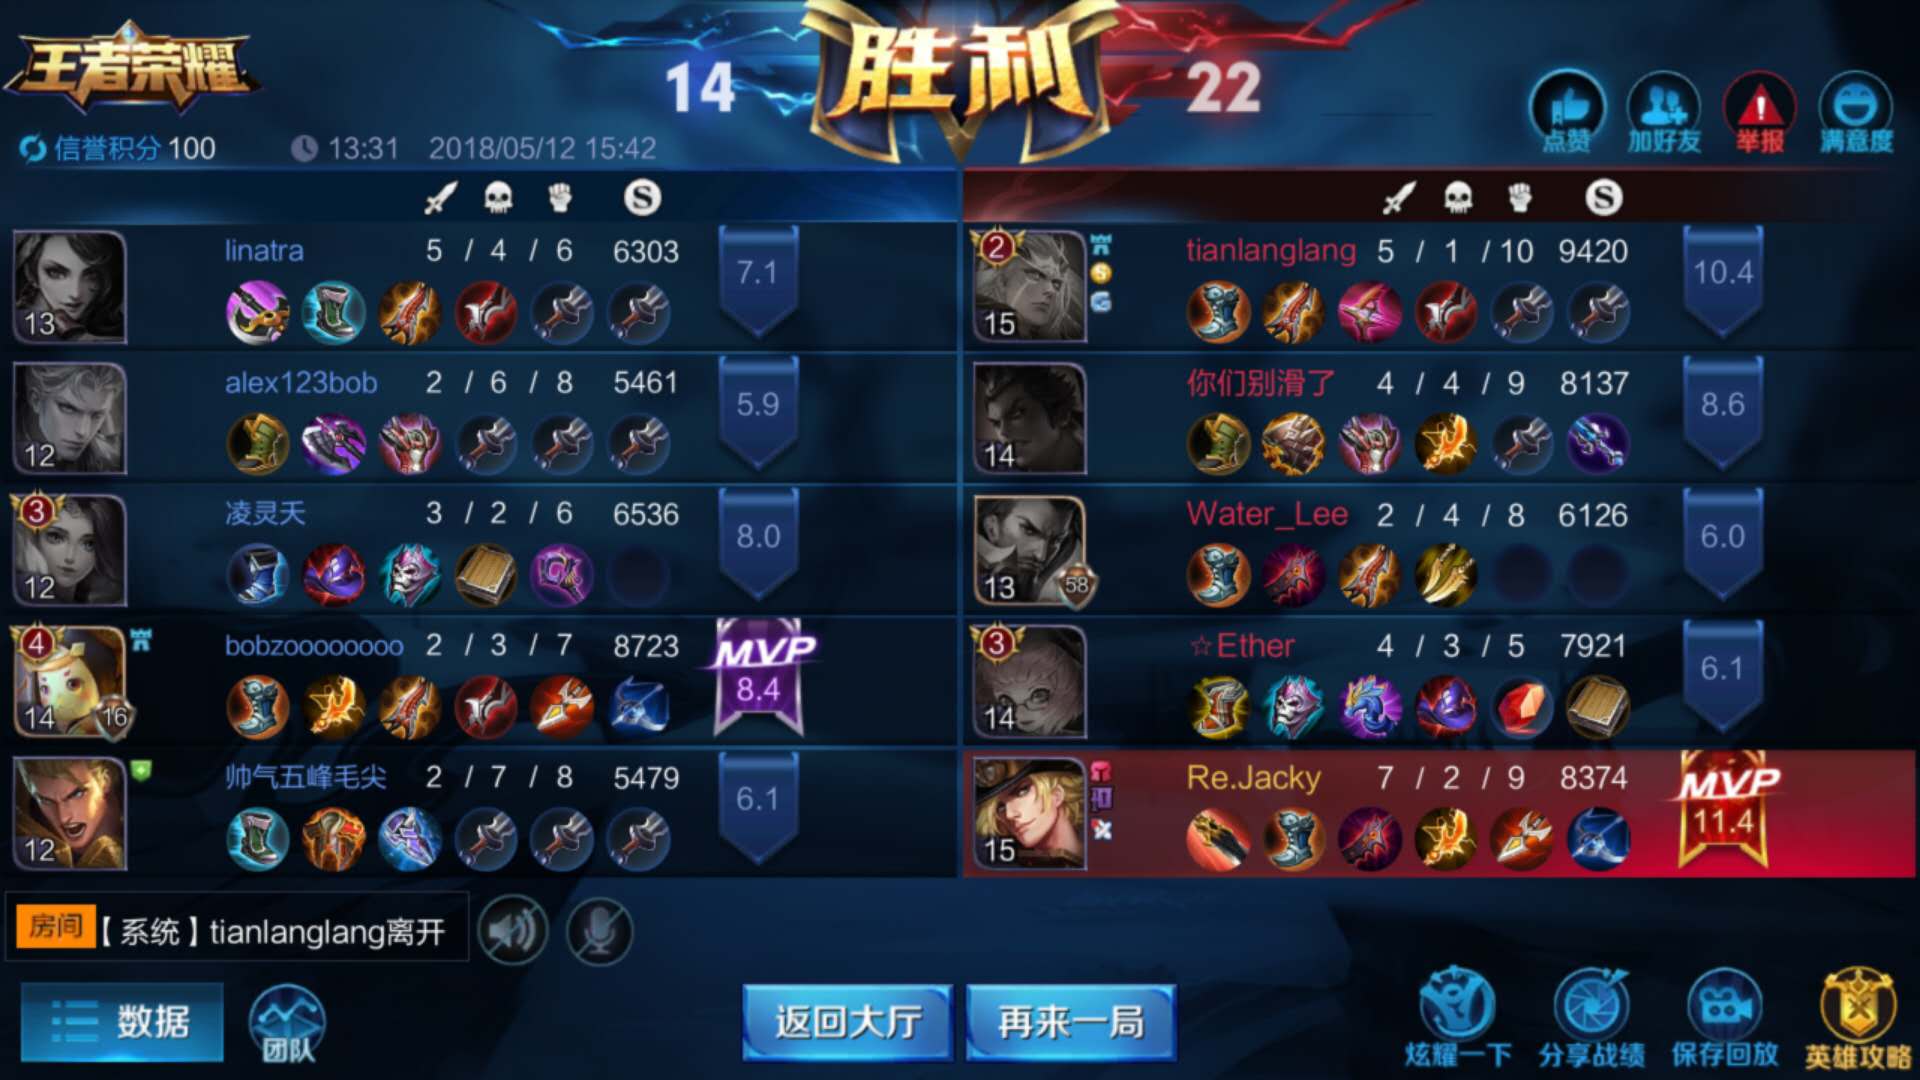 王者荣耀
14
胜利
22
点赞
加好友
举报
满意度
信誉积分 100
13:31
2018/05/12 15:42
S
S
13
linatra
5 / 4 / 6
6303
7.1
2
15
S
tianlanglang
5 / 1 / 10
9420
10.4
12
alex123bob
2 / 6 / 8
5461
5.9
14
你们别滑了
4 / 4 / 9
8137
8.6
3
12
凌灵天
3 / 2 / 6
6536
8.0
13
58
Water_Lee
2 / 4 / 8
6126
6.0
4
14
16
bobzoooooooo
2 / 3 / 7
8723
MVP
8.4
3
14
☆Ether
4 / 3 / 5
7921
6.1
12
帅气五峰毛尖
2 / 7 / 8
5479
6.1
15
Re.Jacky
7 / 2 / 9
8374
MVP
11.4
房间【系统】tianlanglang离开
数据
团队
返回大厅
再来一局
炫耀一下
分享战绩
保存回放
英雄攻略